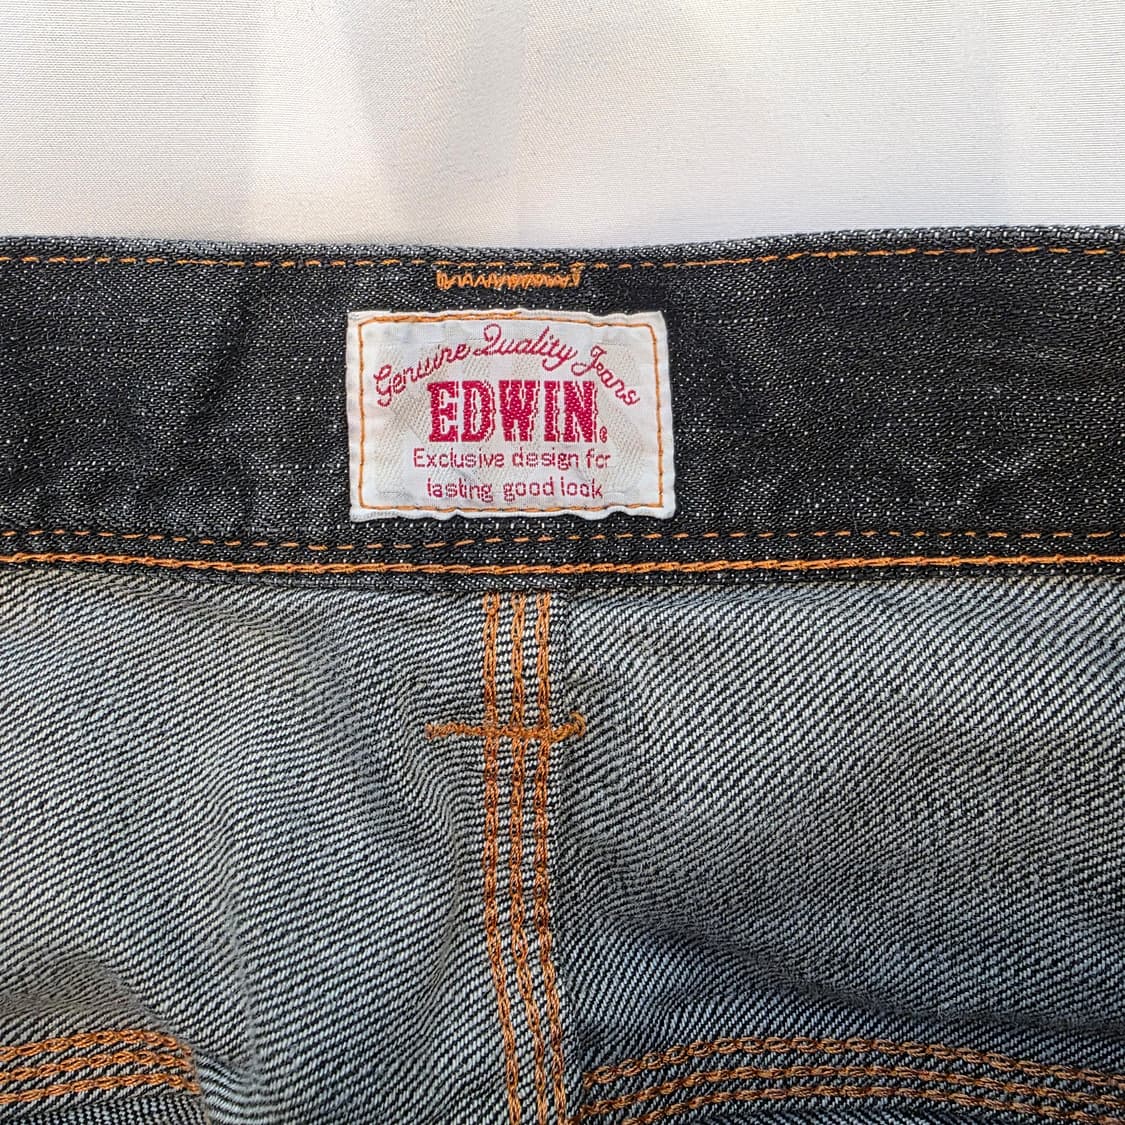 Genuine Quality Jeans
EDWIN®
Exclusive design for
lasting good look